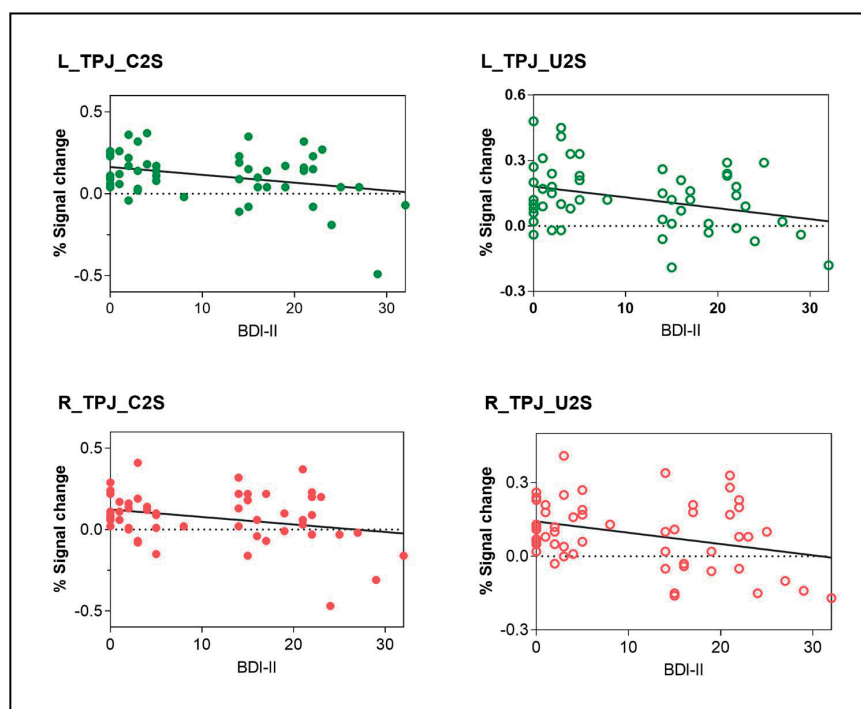 L_TPJ_C2S
% Signal change
0.5
0.0
-0.5
0
10
20
30
BDI-II
L_TPJ_U2S
% Signal change
0.6
0.3
0.0
-0.3
0
10
20
30
BDI-II
R_TPJ_C2S
% Signal change
0.5
0.0
-0.5
0
10
20
30
BDI-II
R_TPJ_U2S
% Signal change
0.3
0.0
-0.3
0
10
20
30
BDI-II